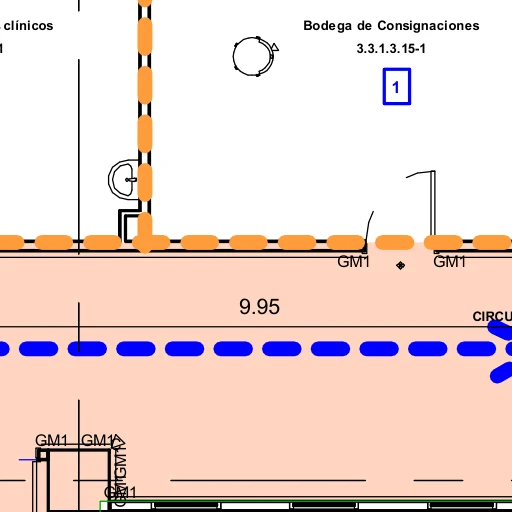 clínicos
1
Bodega de Consignaciones
3.3.1.3.15-1
1
GM1
GM1
9.95
CIRCU
GM1
GM1
GM1
GM1
GM1